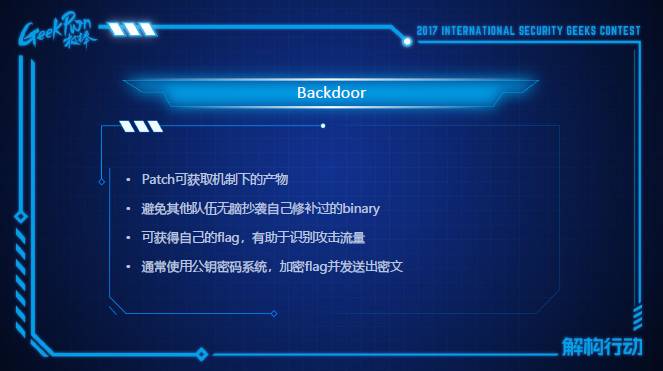 GeekPwn
极棒
2017 INTERNATIONAL SECURITY GEEKS CONTEST
Backdoor
• Patch可获取机制下的产物
• 避免其他队伍无脑抄袭自己修补过的binary
• 可获得自己的flag，有助于识别攻击流量
• 通常使用公钥密码系统，加密flag并发送出密文
解构行动